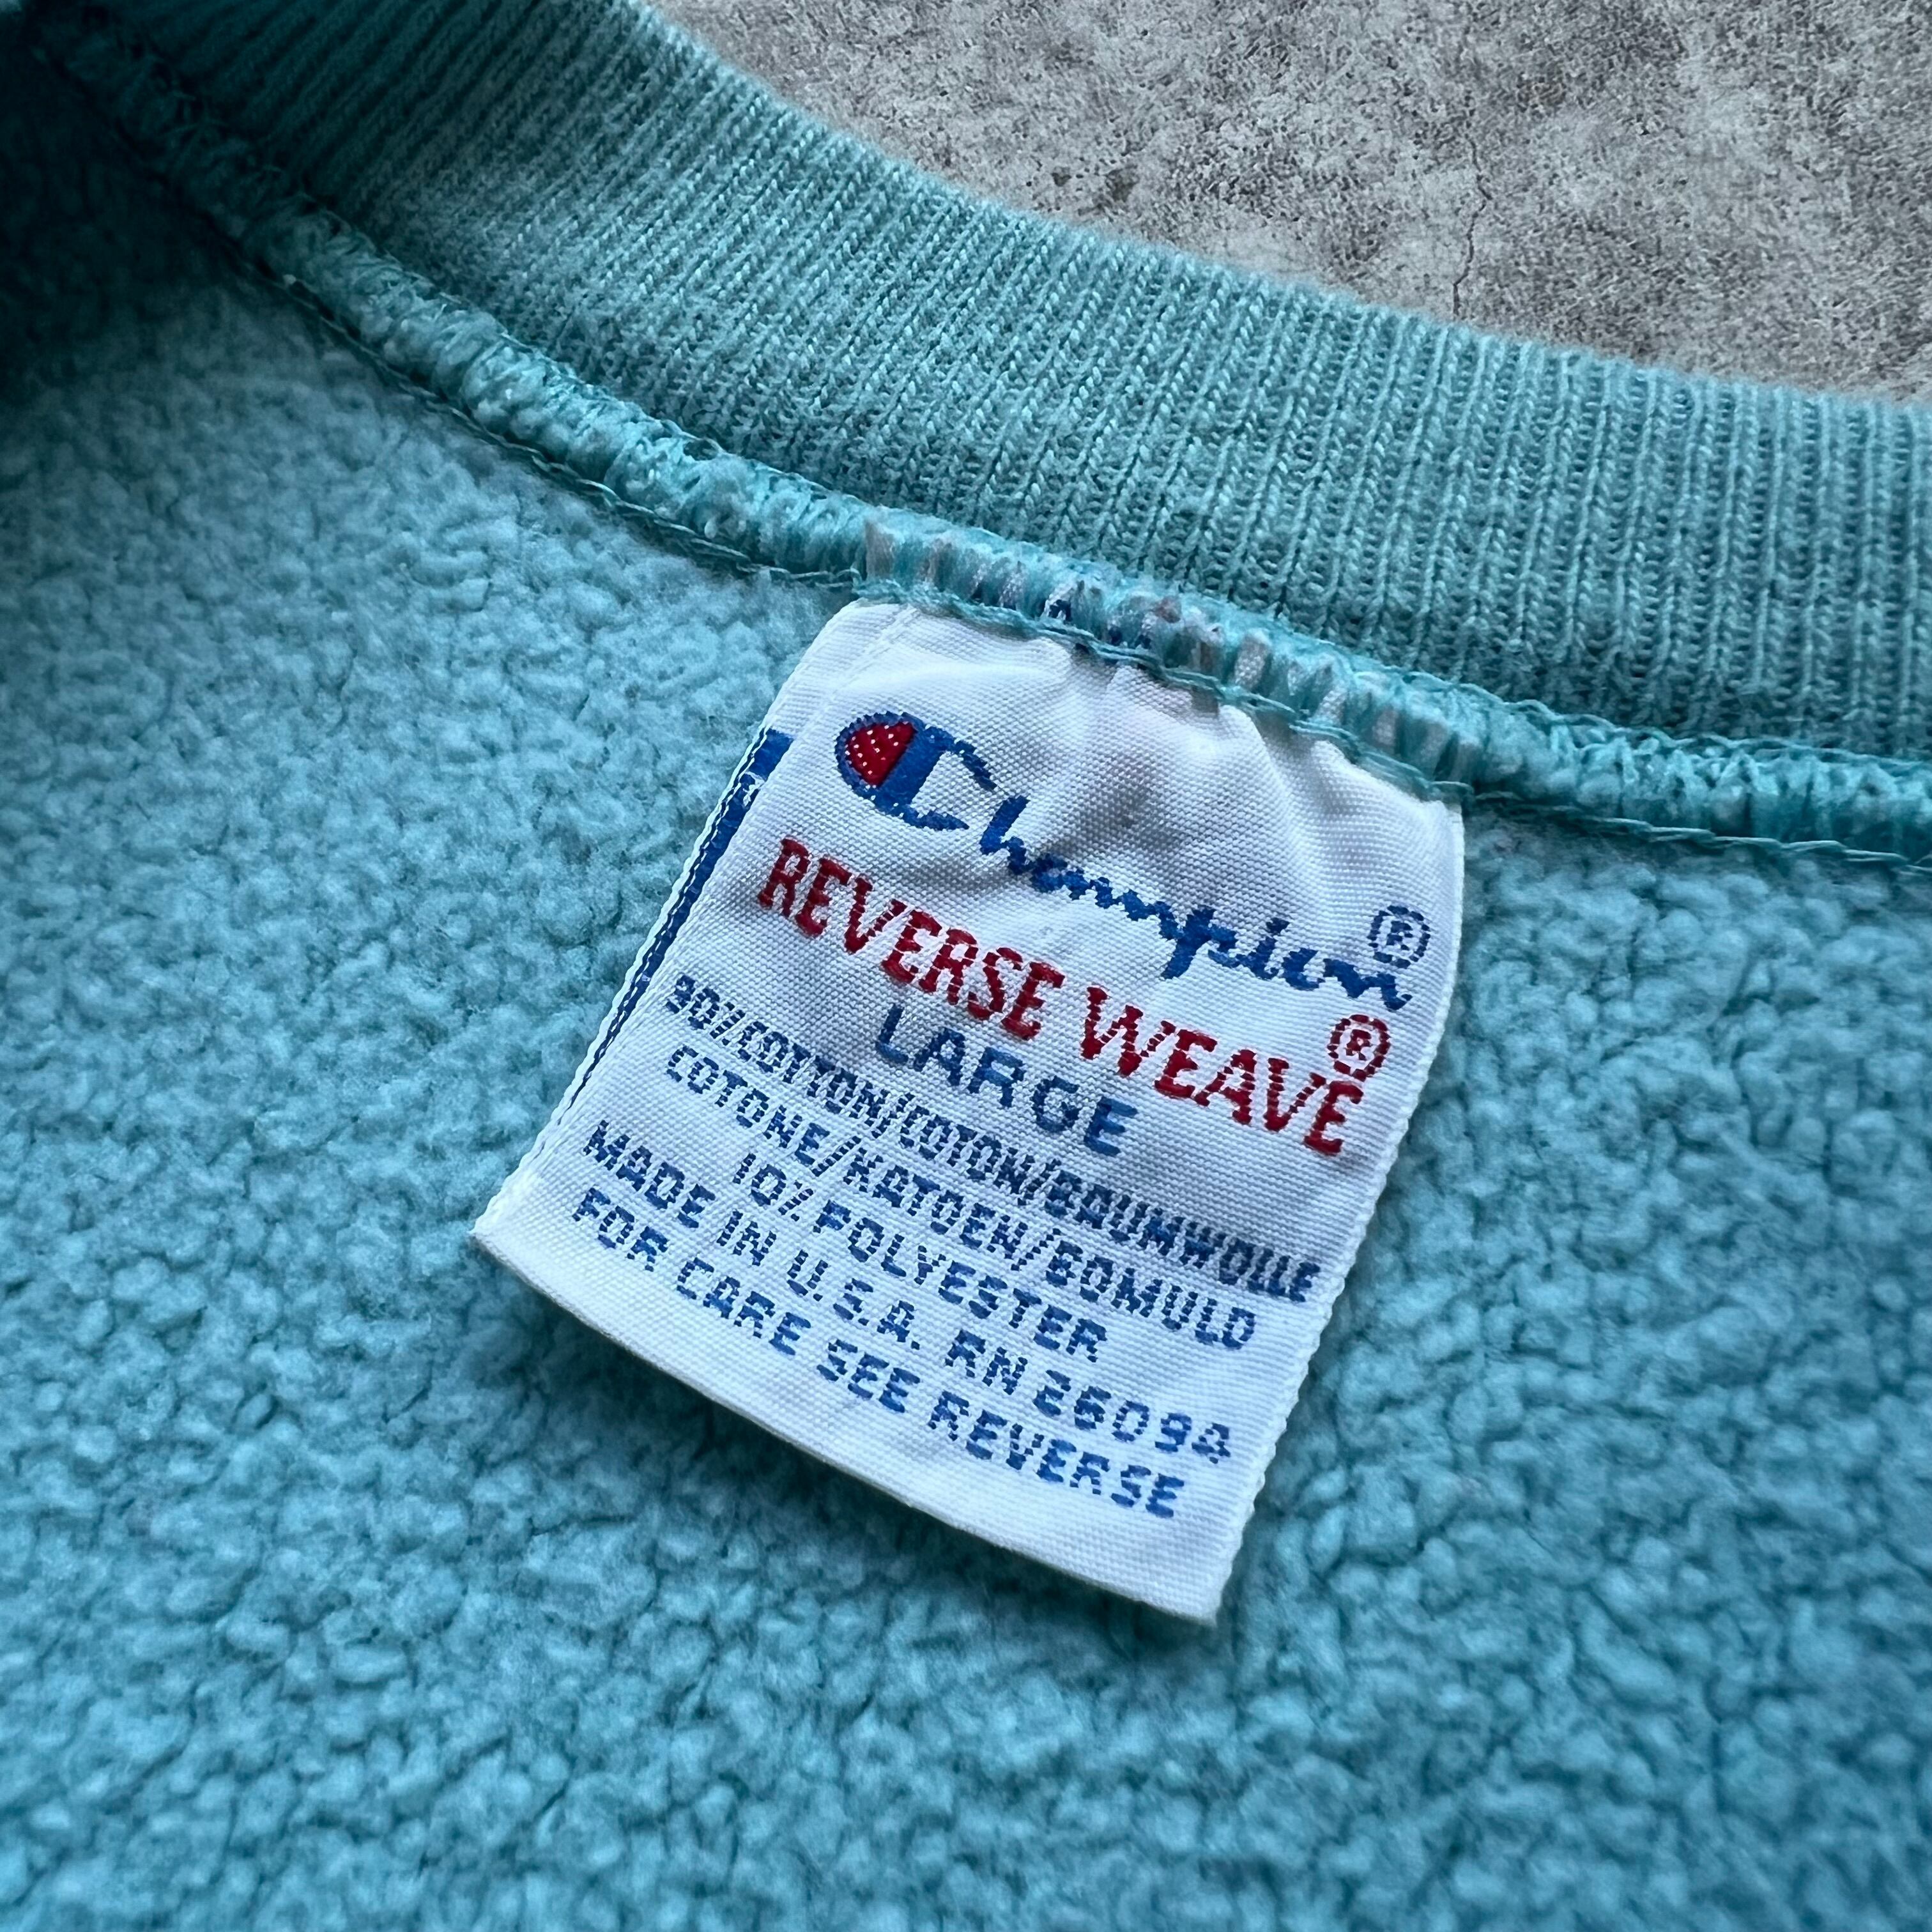 Champion®
REVERSE WEAVE®
LARGE
90%COTTON/COTON/BAUMWOLLE
COTONE/KATOEN/BOMULD
10%POLYESTER
MADE IN U.S.A. RN 26094
FOR CARE SEE REVERSE